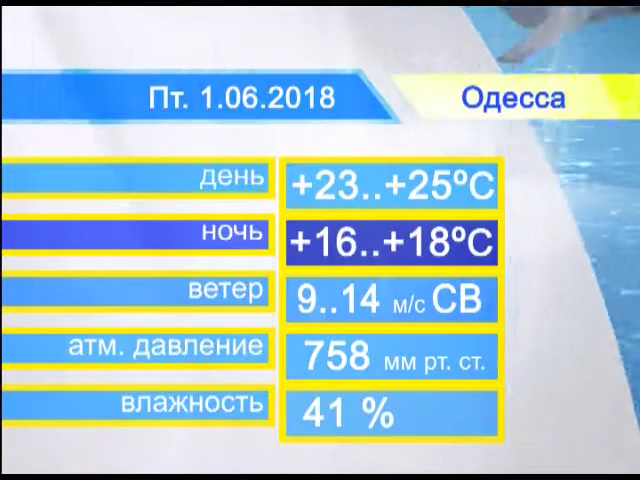 Пт. 1.06.2018
Одесса
день +23..+25ºC
ночь +16..+18ºC
ветер 9..14 м/с СВ
атм. давление 758 мм рт. ст.
влажность 41 %